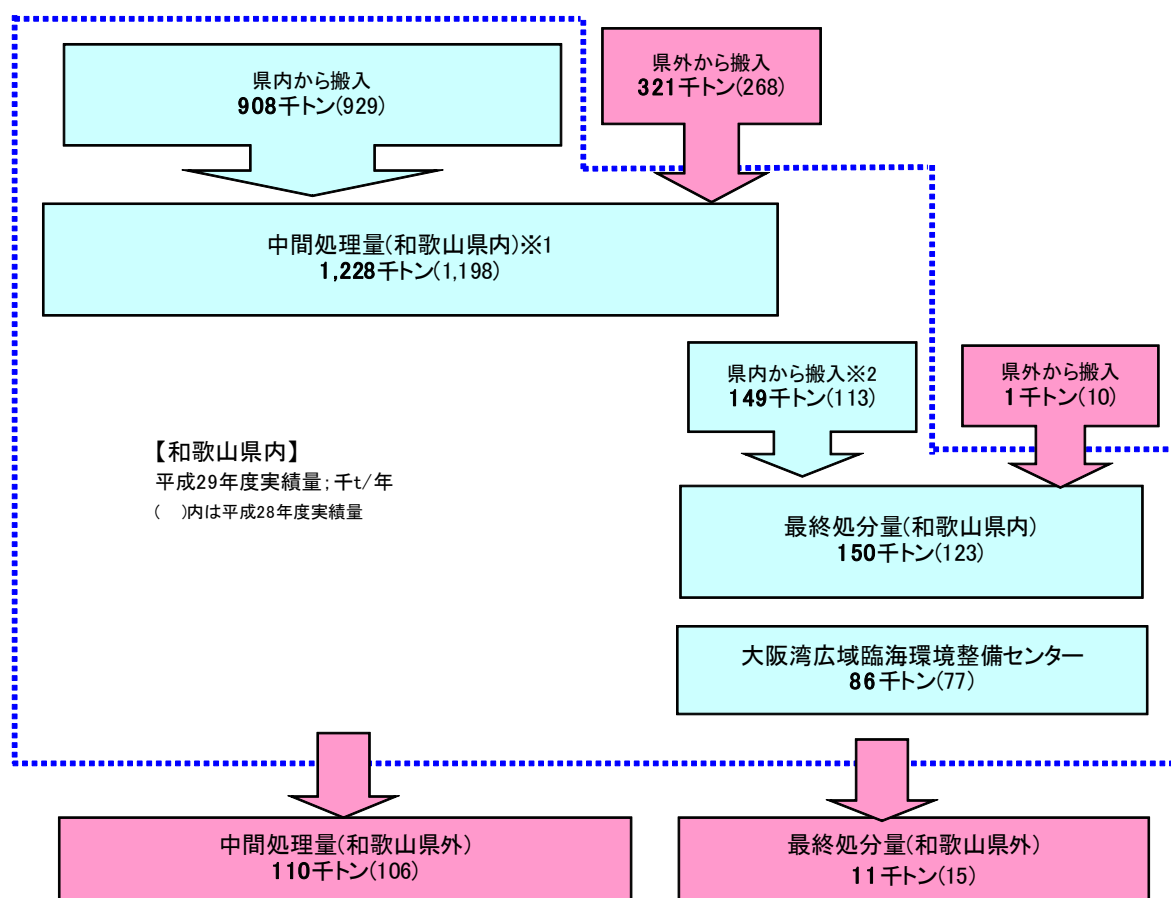 県内から搬入
908千トン(929)
県外から搬入
321千トン(268)
中間処理量(和歌山県内)※1
1,228千トン(1,198)
県内から搬入※2
149千トン(113)
県外から搬入
1千トン(10)
【和歌山県内】
平成29年度実績量;千t/年
(　)内は平成28年度実績量
最終処分量(和歌山県内)
150千トン(123)
大阪湾広域臨海環境整備センター
86千トン(77)
中間処理量(和歌山県外)
110千トン(106)
最終処分量(和歌山県外)
11千トン(15)